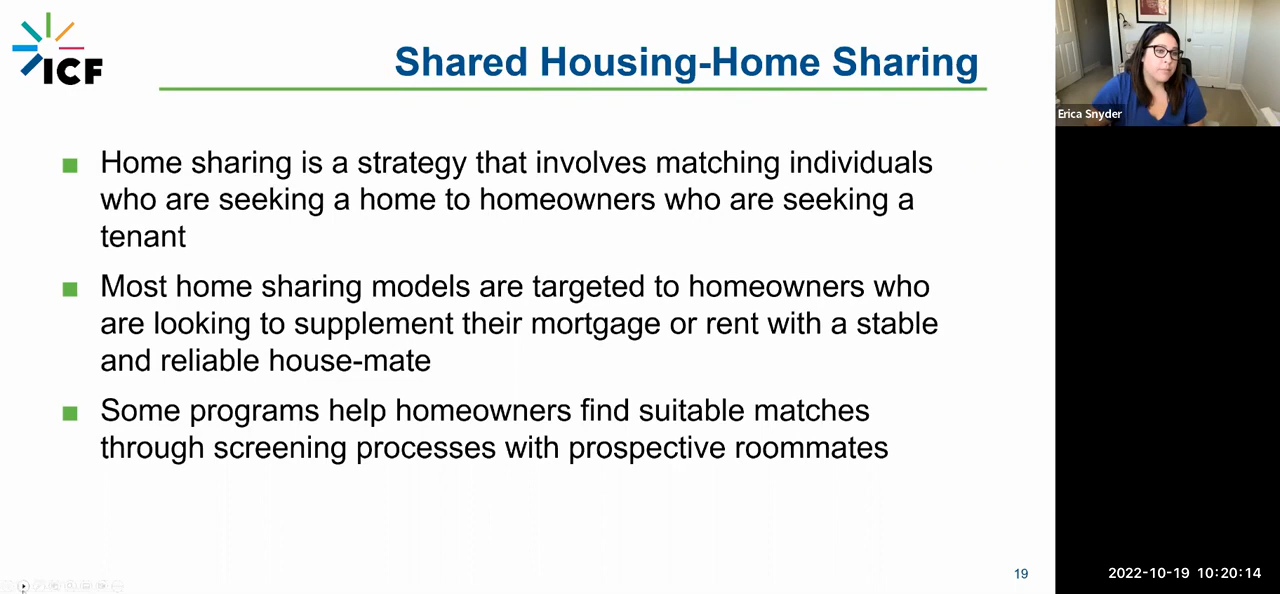 ICF
Shared Housing-Home Sharing
Home sharing is a strategy that involves matching individuals
who are seeking a home to homeowners who are seeking a
tenant
Most home sharing models are targeted to homeowners who
are looking to supplement their mortgage or rent with a stable
and reliable house-mate
Some programs help homeowners find suitable matches
through screening processes with prospective roommates
19
Erica Snyder
2022-10-19 10:20:14